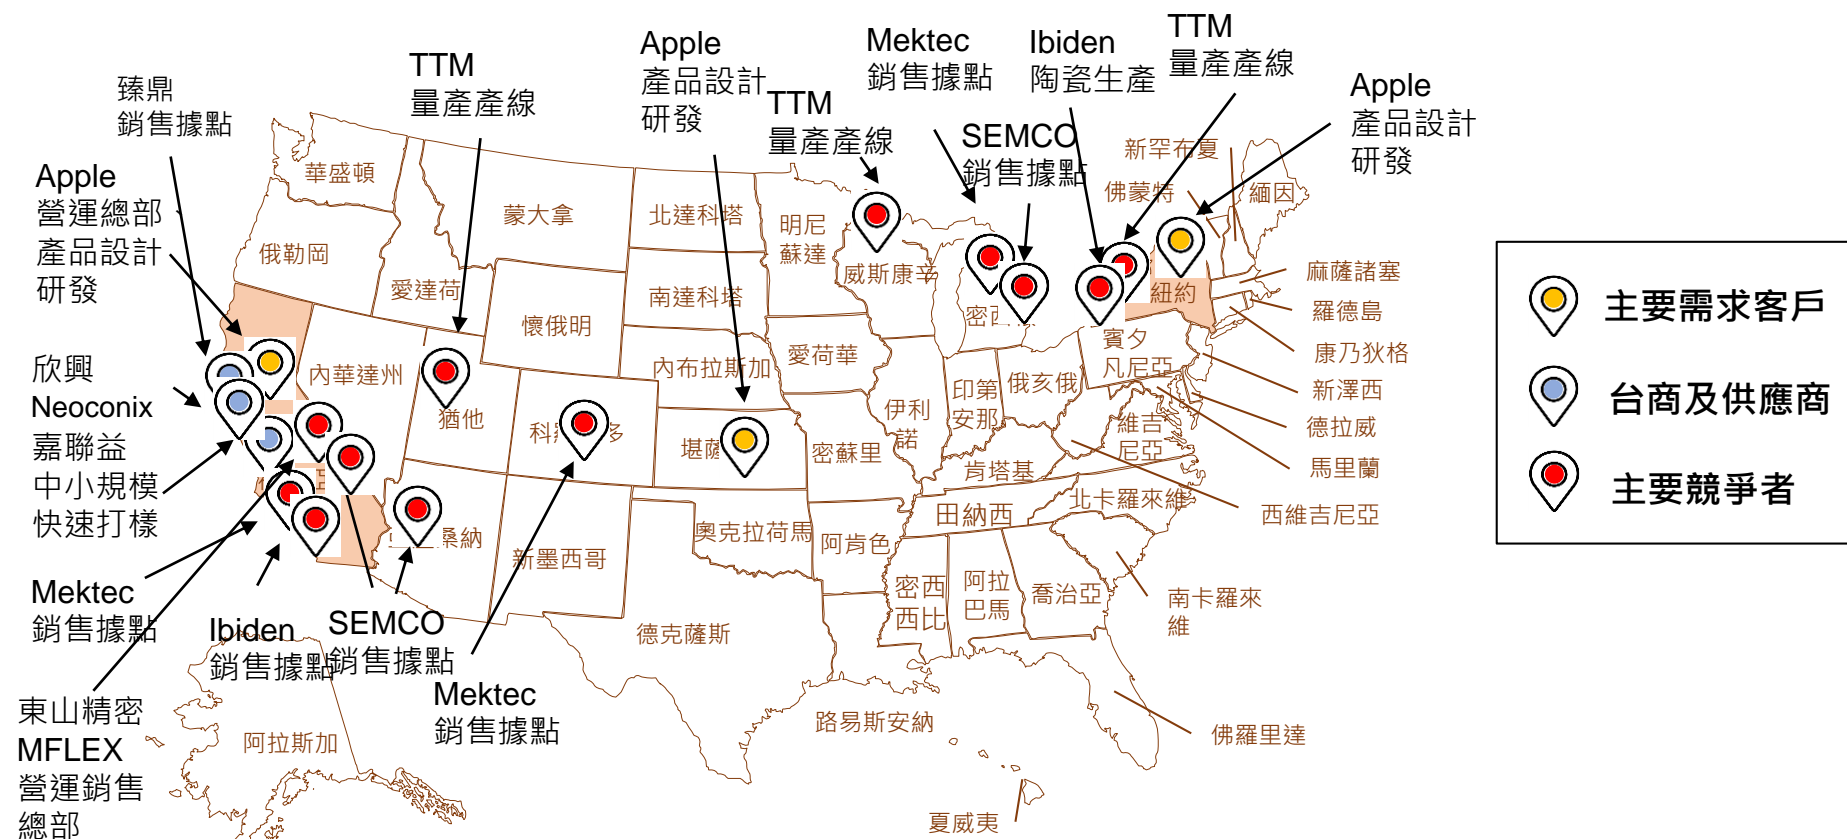 臻鼎
銷售據點
TTM
量產產線
Apple
產品設計
研發
TTM
量產產線
Mektec
銷售據點
Ibiden
陶瓷生產
TTM
量產產線
SEMCO
銷售據點
Apple
產品設計
研發
Apple
營運總部
產品設計
研發
欣興
Neoconix
嘉聯益
中小規模
快速打樣
Mektec
銷售據點
Ibiden
銷售據點
SEMCO
銷售據點
Mektec
銷售據點
東山精密
MFLEX
營運銷售
總部
華盛頓
俄勒岡
愛達荷
蒙大拿
懷俄明
北達科塔
南達科塔
內布拉斯加
明尼
蘇達
威斯康辛
愛荷華
內華達州
猶他
科
多
堪薩
密蘇里
伊利
諾
印第
安那
俄亥俄
密西
紐約
賓夕
凡尼亞
新罕布夏
佛蒙特
緬因
麻薩諸塞
羅德島
康乃狄格
新澤西
德拉威
馬里蘭
西維吉尼亞
維吉
尼亞
肯塔基
北卡羅來維
田納西
南卡羅來
維
桑納
新墨西哥
奧克拉荷馬
阿肯色
密西
西比
阿拉
巴馬
喬治亞
德克薩斯
路易斯安納
佛羅里達
阿拉斯加
夏威夷
主要需求客戶
台商及供應商
主要競爭者